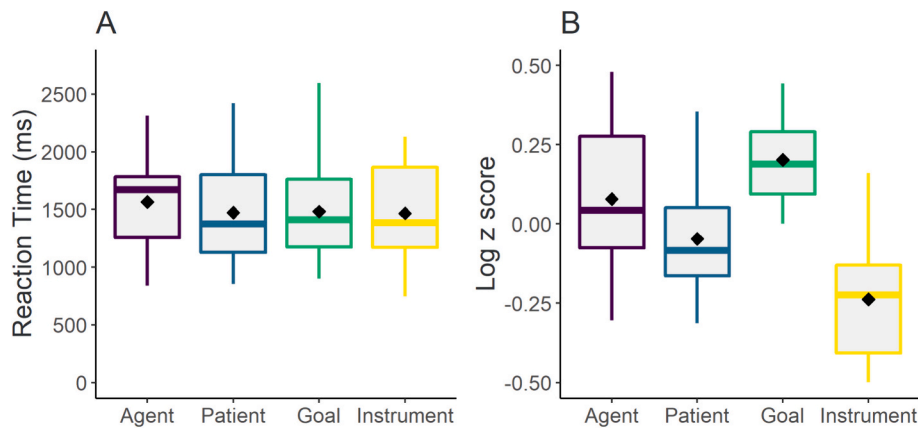 A
Reaction Time (ms)
2500
2000
1500
1000
500
0
Agent Patient Goal Instrument
B
Log z score
0.50
0.25
0.00
-0.25
-0.50
Agent Patient Goal Instrument